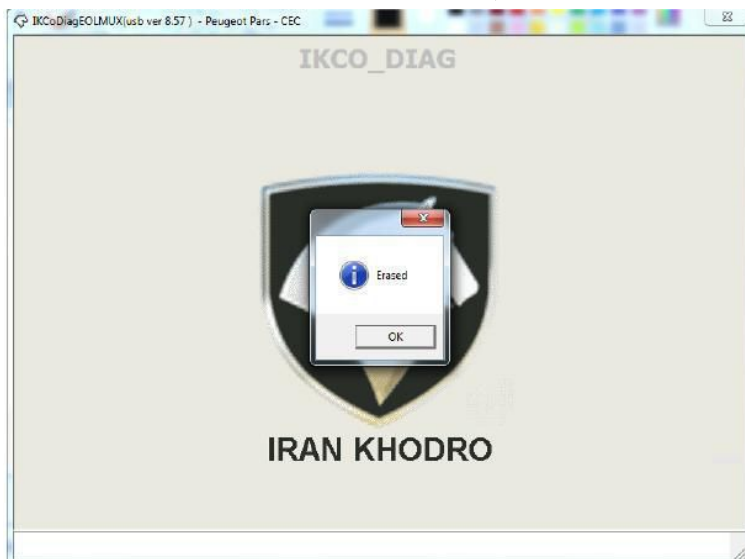 IKCoDiagEOLMUX(usb ver 8.57 ) - Peugeot Pars - CEC
IKCO_DIAG
Erased
OK
IRAN KHODRO